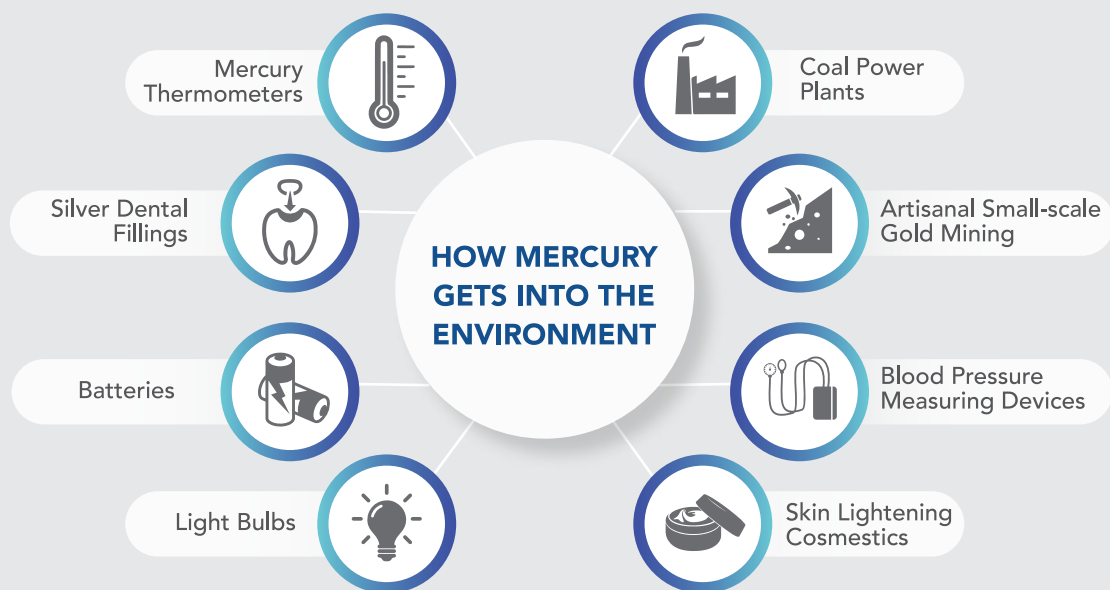 HOW MERCURY
GETS INTO THE
ENVIRONMENT
Mercury
Thermometers
Silver Dental
Fillings
Batteries
Light Bulbs
Coal Power
Plants
Artisanal Small-scale
Gold Mining
Blood Pressure
Measuring Devices
Skin Lightening
Cosmestics